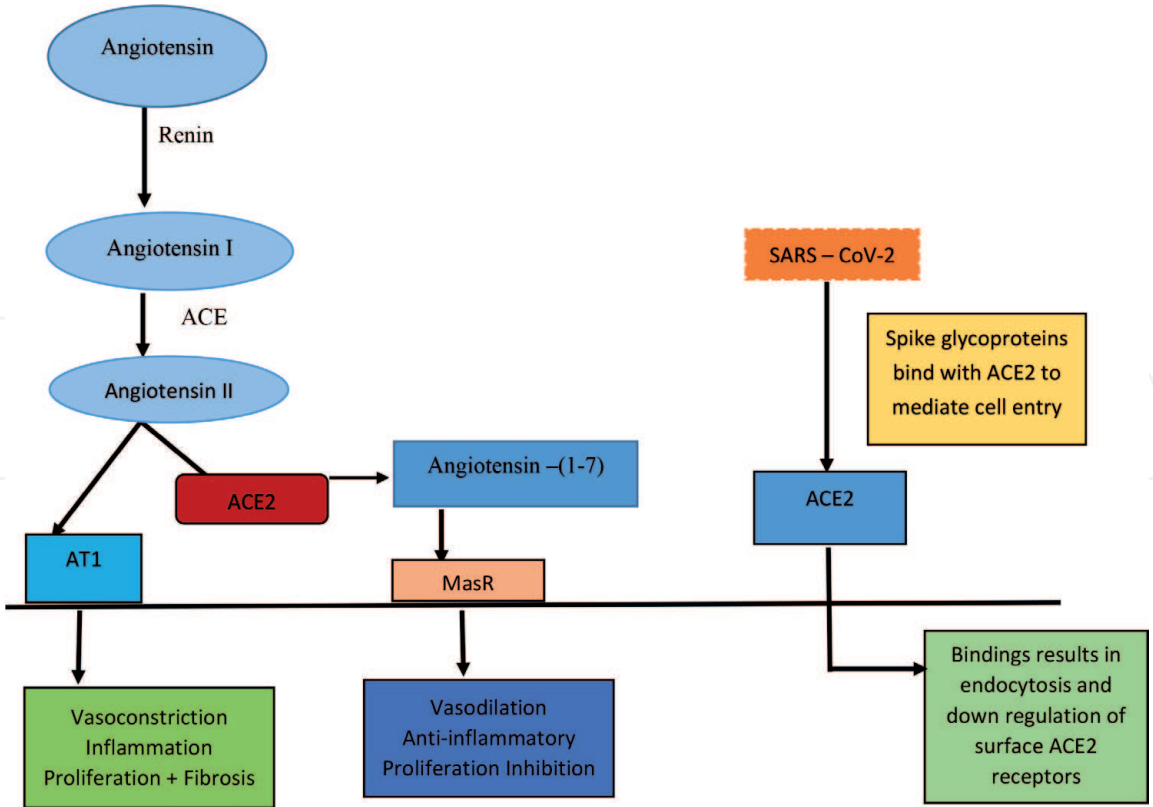 Angiotensin
Renin
Angiotensin I
ACE
Angiotensin II
ACE2
Angiotensin –(1-7)
AT1
MasR
Vasoconstriction
Inflammation
Proliferation + Fibrosis
Vasodilation
Anti-inflammatory
Proliferation Inhibition
SARS – CoV-2
Spike glycoproteins
bind with ACE2 to
mediate cell entry
ACE2
Bindings results in
endocytosis and
down regulation of
surface ACE2
receptors